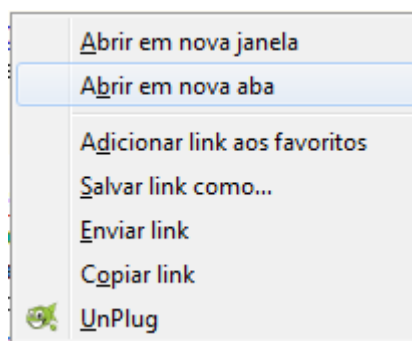 Abrir em nova janela
Abrir em nova aba
Adicionar link aos favoritos
Salvar link como...
Enviar link
Copiar link
UnPlug